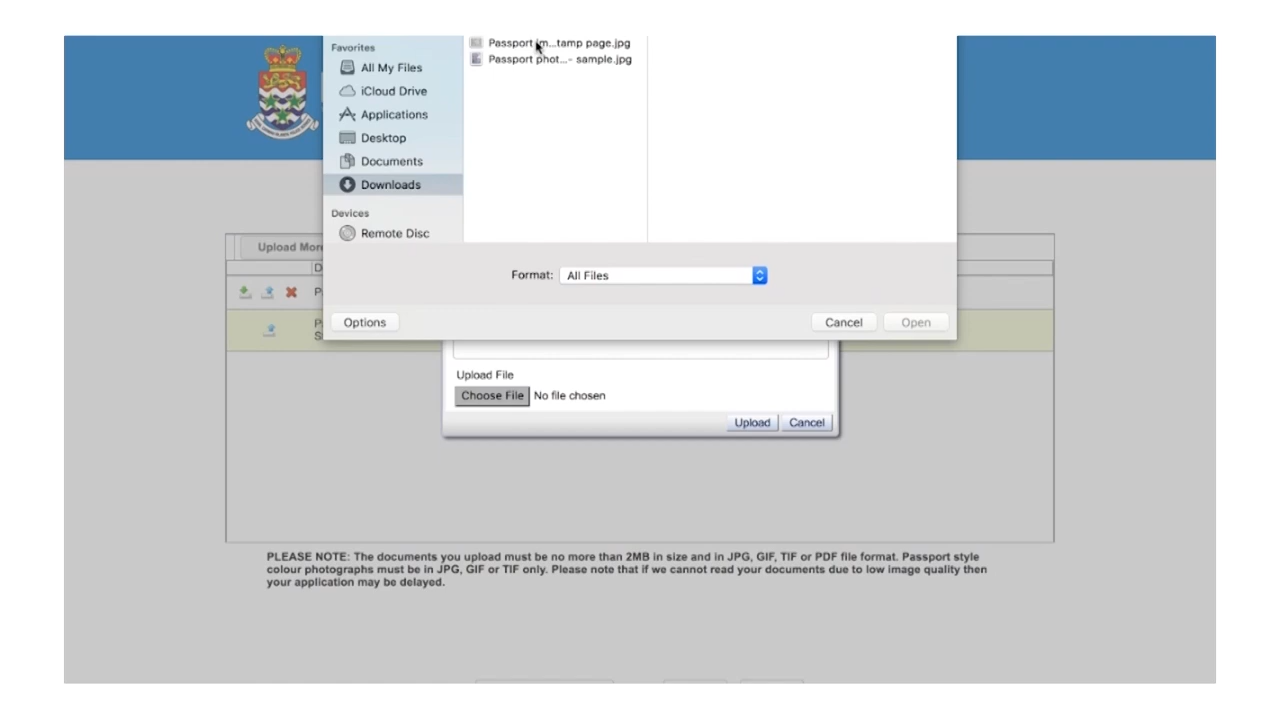 Favorites
All My Files
iCloud Drive
Applications
Desktop
Documents
Downloads
Devices
Remote Disc
Passport im...tamp page.jpg
Passport phot...- sample.jpg
Format: All Files
Options
Cancel Open
Upload More
D
P
P
S
Upload File
Choose File No file chosen
Upload Cancel
PLEASE NOTE: The documents you upload must be no more than 2MB in size and in JPG, GIF, TIF or PDF file format. Passport style
colour photographs must be in JPG, GIF or TIF only. Please note that if we cannot read your documents due to low image quality then
your application may be delayed.